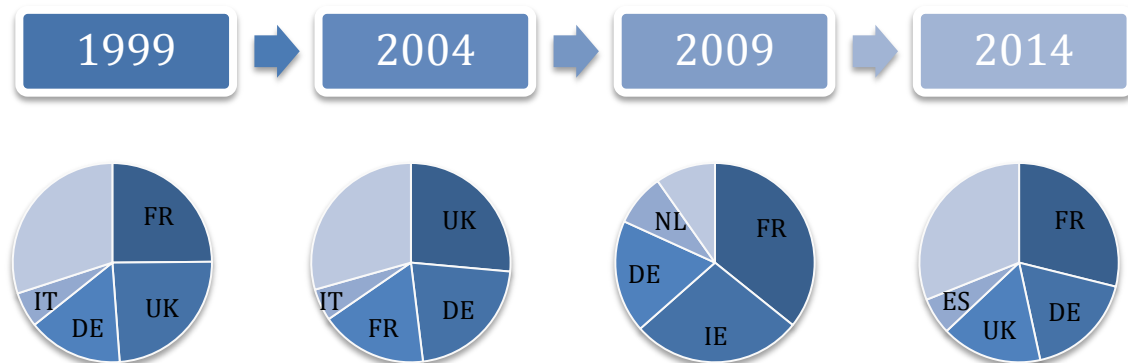 1999
2004
2009
2014
FR
UK
DE
IT
UK
DE
FR
IT
FR
IE
DE
NL
FR
DE
UK
ES